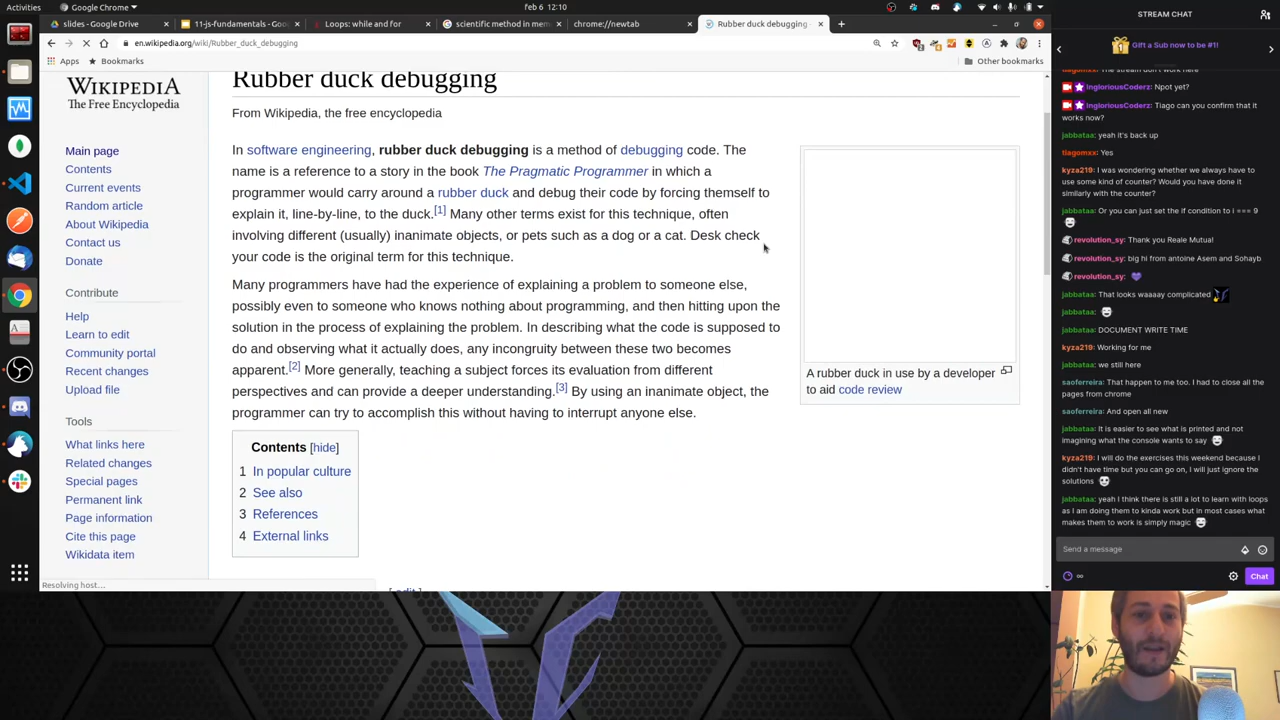 Google Chrome
feb 6 12:10
slides - Google Drive
11-js-fundamentals - Goo
Loops: while and for
scientific method in mem
chrome://newtab
Rubber duck debugging -
en.wikipedia.org/wiki/Rubber_duck_debugging
Apps
Bookmarks
Other bookmarks
WIKIPEDIA
The Free Encyclopedia
Main page
Contents
Current events
Random article
About Wikipedia
Contact us
Donate
Contribute
Help
Learn to edit
Community portal
Recent changes
Upload file
Tools
What links here
Related changes
Special pages
Permanent link
Page information
Cite this page
Wikidata item
Resolving host...
Rubber duck debugging
From Wikipedia, the free encyclopedia
In software engineering, rubber duck debugging is a method of debugging code. The
name is a reference to a story in the book The Pragmatic Programmer in which a
programmer would carry around a rubber duck and debug their code by forcing themself to
explain it, line-by-line, to the duck.[1] Many other terms exist for this technique, often
involving different (usually) inanimate objects, or pets such as a dog or a cat. Desk check
your code is the original term for this technique.
Many programmers have had the experience of explaining a problem to someone else,
possibly even to someone who knows nothing about programming, and then hitting upon the
solution in the process of explaining the problem. In describing what the code is supposed to
do and observing what it actually does, any incongruity between these two becomes
apparent.[2] More generally, teaching a subject forces its evaluation from different
perspectives and can provide a deeper understanding.[3] By using an inanimate object, the
programmer can try to accomplish this without having to interrupt anyone else.
A rubber duck in use by a developer
to aid code review
Contents [hide]
1 In popular culture
2 See also
3 References
4 External links
STREAM CHAT
Gift a Sub now to be #1!
IngloriousCoderz: Npot yet?
IngloriousCoderz: Tiago can you confirm that it
works now?
jabbataa: yeah it's back up
tiagomxx: Yes
kyza219: I was wondering whether we always have to
use some kind of counter? Would you have done it
similarly with the counter?
jabbataa: Or you can just set the if condition to i === 9
revolution_sy: Thank you Reale Mutua!
revolution_sy: big hi from antoine Asem and Sohayb
revolution_sy:
jabbataa: That looks waaaay complicated
jabbataa:
jabbataa: DOCUMENT WRITE TIME
kyza219: Working for me
jabbataa: we still here
saoferreira: That happen to me too. I had to close all the
pages from chrome
saoferreira: And open all new
jabbataa: It is easier to see what is printed and not
imagining what the console wants to say
kyza219: I will do the exercises this weekend because I
didn't have time but you can go on, I will just ignore the
solutions
jabbataa: yeah I think there is still a lot to learn with loops
as I am doing them to kinda work but in most cases what
makes them to work is simply magic
Send a message
Chat